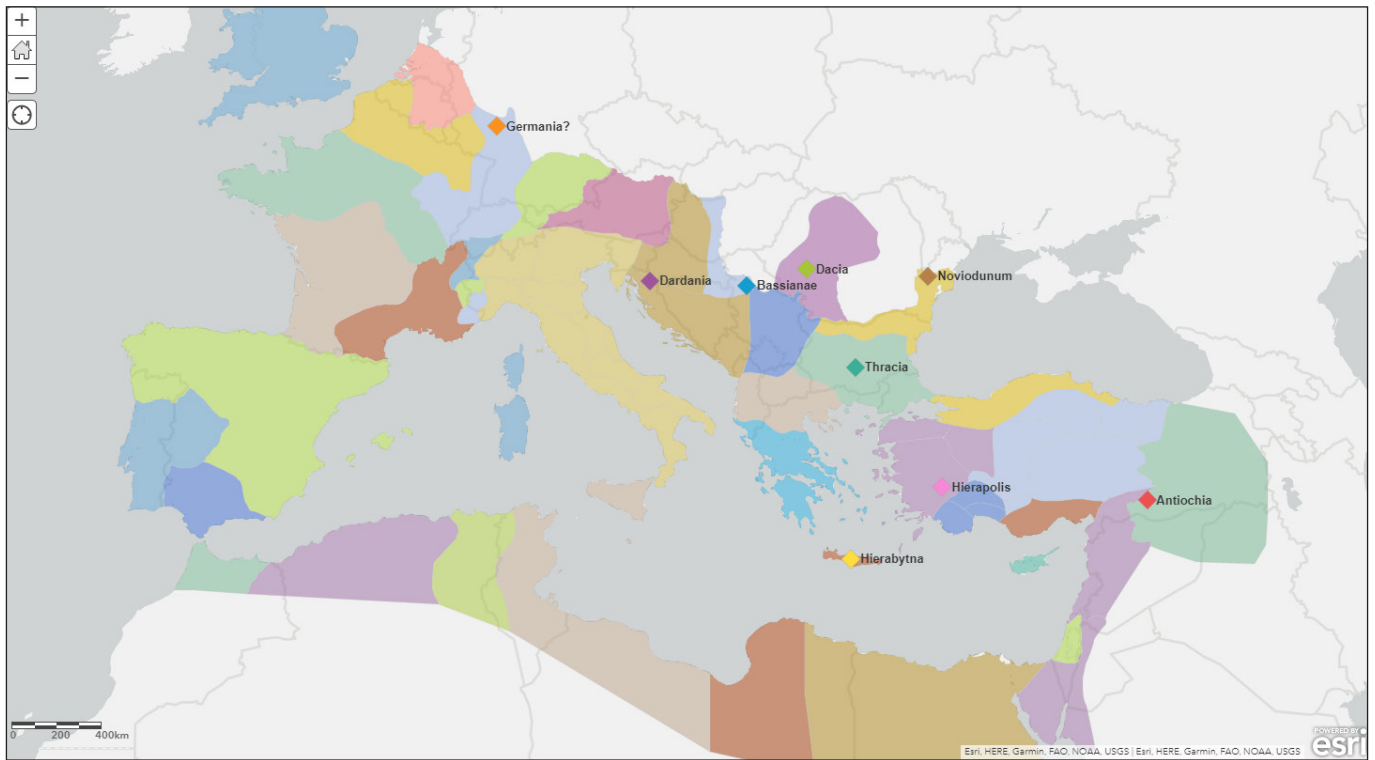 +
−
Germania?
Dacia
Noviodunum
Dardania
Bassianae
Thracia
Hierapolis
Antiochia
Hierabytna
0 200 400km
POWERED BY
esri
Esri, HERE, Garmin, FAO, NOAA, USGS | Esri, HERE, Garmin, FAO, NOAA, USGS